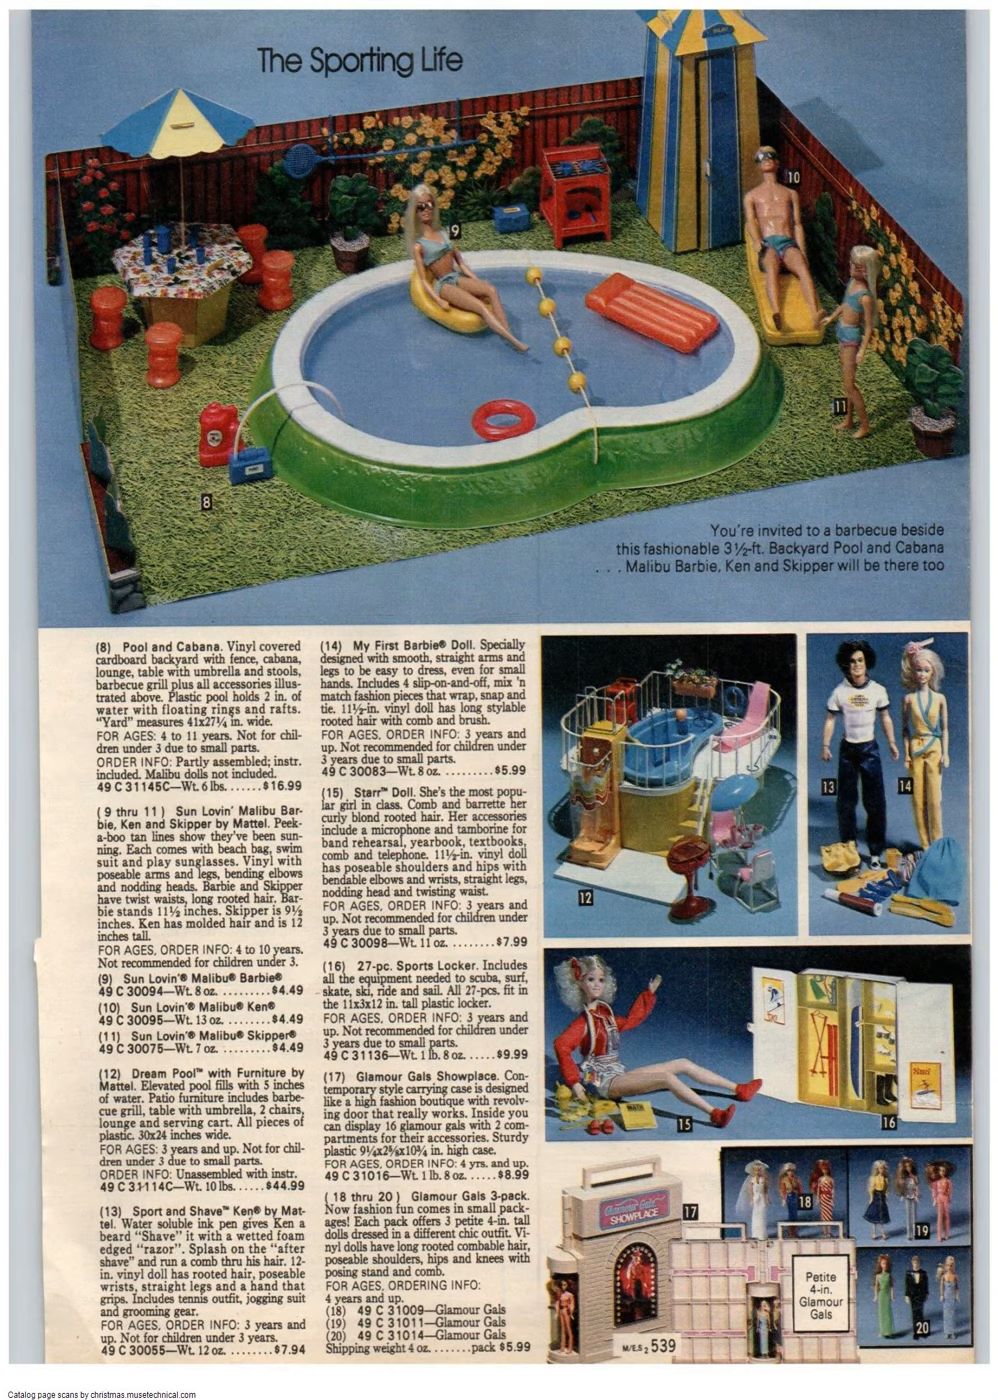 The Sporting Life
9
10
11
8
You're invited to a barbecue beside
this fashionable 3½-ft. Backyard Pool and Cabana
. . . Malibu Barbie, Ken and Skipper will be there too
(8) Pool and Cabana. Vinyl covered
cardboard backyard with fence, cabana,
lounge, table with umbrella and stools,
barbecue grill plus all accessories illus-
trated above. Plastic pool holds 2 in. of
water with floating rings and rafts.
"Yard" measures 41x27¼ in. wide.
FOR AGES: 4 to 11 years. Not for chil-
dren under 3 due to small parts.
ORDER INFO: Partly assembled; instr.
included. Malibu dolls not included.
49 C 31145C—Wt. 6 lbs. . . . . . . $16.99
( 9 thru 11 ) Sun Lovin' Malibu Bar-
bie, Ken and Skipper by Mattel. Peek-
a-boo tan lines show they've been sun-
ning. Each comes with beach bag, swim
suit and play sunglasses. Vinyl with
poseable arms and legs, bending elbows
and nodding heads. Barbie and Skipper
have twist waists, long rooted hair. Bar-
bie stands 11½ inches. Skipper is 9½
inches. Ken has molded hair and is 12
inches tall.
FOR AGES, ORDER INFO: 4 to 10 years.
Not recommended for children under 3.
(9) Sun Lovin'® Malibu® Barbie®
49 C 30094—Wt. 8 oz. . . . . . . . . . $4.49
(10) Sun Lovin'® Malibu® Ken®
49 C 30095—Wt. 13 oz. . . . . . . . . $4.49
(11) Sun Lovin'® Malibu® Skipper®
49 C 30075—Wt. 7 oz. . . . . . . . . . $4.49
(12) Dream Pool™ with Furniture by
Mattel. Elevated pool fills with 5 inches
of water. Patio furniture includes barbe-
cue grill, table with umbrella, 2 chairs,
lounge and serving cart. All pieces of
plastic. 30x24 inches wide.
FOR AGES: 3 years and up. Not for chil-
dren under 3 due to small parts.
ORDER INFO: Unassembled with instr.
49 C 31114C—Wt. 10 lbs. . . . . . $44.99
(13) Sport and Shave™ Ken® by Mat-
tel. Water soluble ink pen gives Ken a
beard "Shave" it with a wetted foam
edged "razor". Splash on the "after
shave" and run a comb thru his hair. 12-
in. vinyl doll has rooted hair, poseable
wrists, straight legs and a hand that
grips. Includes tennis outfit, jogging suit
and grooming gear.
FOR AGES, ORDER INFO: 3 years and
up. Not for children under 3 years.
49 C 30055—Wt. 12 oz. . . . . . . . . $7.94
(14) My First Barbie® Doll. Specially
designed with smooth, straight arms and
legs to be easy to dress, even for small
hands. Includes 4 slip-on-and-off, mix 'n
match fashion pieces that wrap, snap and
tie. 11½-in. vinyl doll has long stylable
rooted hair with comb and brush.
FOR AGES, ORDER INFO: 3 years and
up. Not recommended for children under
3 years due to small parts.
49 C 30083—Wt. 8 oz. . . . . . . . . . $5.99
(15) Starr™ Doll. She's the most popu-
lar girl in class. Comb and barrette her
curly blond rooted hair. Her accessories
include a microphone and tamborine for
band rehearsal, yearbook, textbooks,
comb and telephone. 11½-in. vinyl doll
has poseable shoulders and hips with
bendable elbows and wrists, straight legs,
nodding head and twisting waist.
FOR AGES, ORDER INFO: 3 years and
up. Not recommended for children under
3 years due to small parts.
49 C 30098—Wt. 11 oz. . . . . . . . . $7.99
(16) 27-pc. Sports Locker. Includes
all the equipment needed to scuba, surf,
skate, ski, ride and sail. All 27-pcs. fit in
the 11x3x12 in. tall plastic locker.
FOR AGES, ORDER INFO: 3 years and
up. Not recommended for children under
3 years due to small parts.
49 C 31136—Wt. 1 lb. 8 oz. . . . . . $9.99
(17) Glamour Gals Showplace. Con-
temporary style carrying case is designed
like a high fashion boutique with revolv-
ing door that really works. Inside you
can display 16 glamour gals with 2 com-
partments for their accessories. Sturdy
plastic 9¼x2⅝x10¾ in. high case.
FOR AGES, ORDER INFO: 4 yrs. and up.
49 C 31016—Wt. 1 lb. 8 oz. . . . . . $8.99
( 18 thru 20 ) Glamour Gals 3-pack.
Now fashion fun comes in small pack-
ages! Each pack offers 3 petite 4-in. tall
dolls dressed in a different chic outfit. Vi-
nyl dolls have long rooted combable hair,
poseable shoulders, hips and knees with
posing stand and comb.
FOR AGES, ORDERING INFO:
4 years and up.
(18) 49 C 31009—Glamour Gals
(19) 49 C 31011—Glamour Gals
(20) 49 C 31014—Glamour Gals
Shipping weight 4 oz. . . . . . . . pack $5.99
12
13
14
15
16
MATH
SKI
Glamour Gals
SHOWPLACE
17
18
19
20
Petite
4-in.
Glamour
Gals
M/E,S 2 539
Catalog page scans by christmas.musetechnical.com